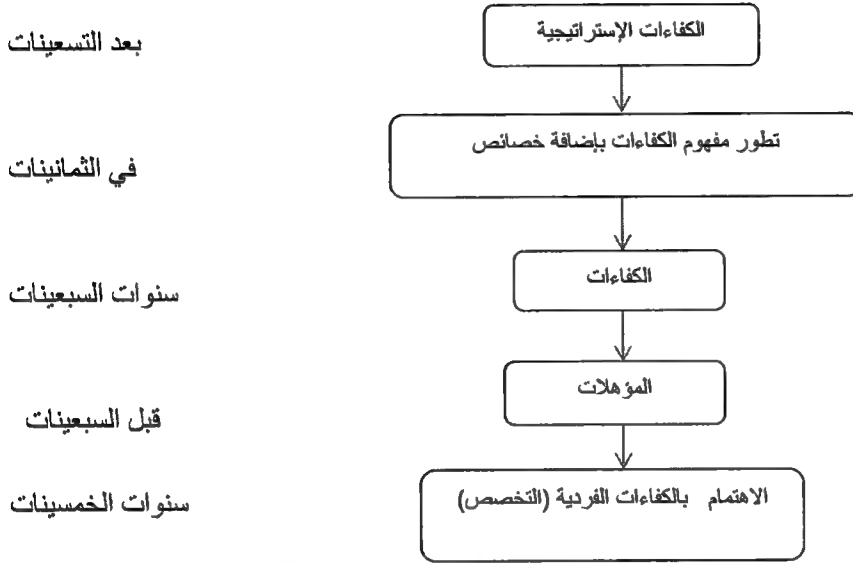 الكفاءات الإستراتيجية
بعد التسعينات
تطور مفهوم الكفاءات بإضافة خصائص
في الثمانينات
الكفاءات
سنوات السبعينات
المؤهلات
قبل السبعينات
الاهتمام بالكفاءات الفردية (التخصص)
سنوات الخمسينات